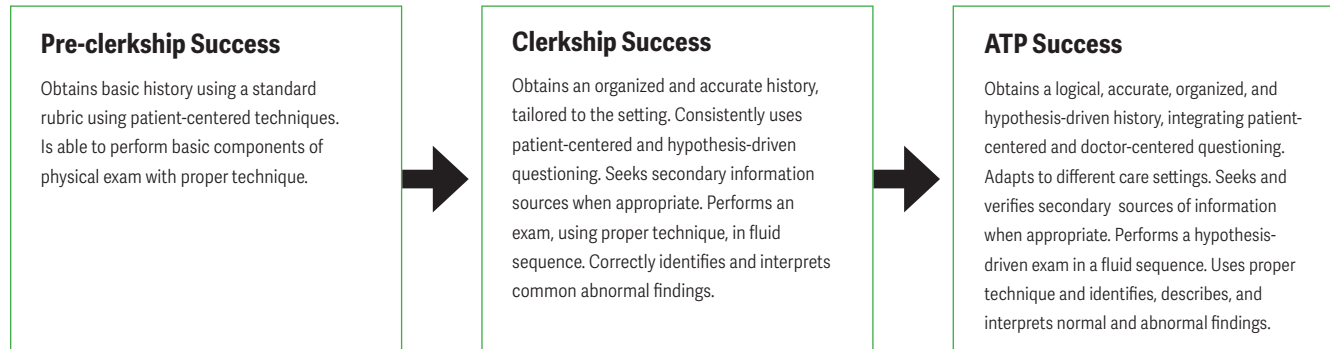 Pre-clerkship Success
Obtains basic history using a standard
rubric using patient-centered techniques.
Is able to perform basic components of
physical exam with proper technique.
Clerkship Success
Obtains an organized and accurate history,
tailored to the setting. Consistently uses
patient-centered and hypothesis-driven
questioning. Seeks secondary information
sources when appropriate. Performs an
exam, using proper technique, in fluid
sequence. Correctly identifies and interprets
common abnormal findings.
ATP Success
Obtains a logical, accurate, organized, and
hypothesis-driven history, integrating patient-
centered and doctor-centered questioning.
Adapts to different care settings. Seeks and
verifies secondary sources of information
when appropriate. Performs a hypothesis-
driven exam in a fluid sequence. Uses proper
technique and identifies, describes, and
interprets normal and abnormal findings.